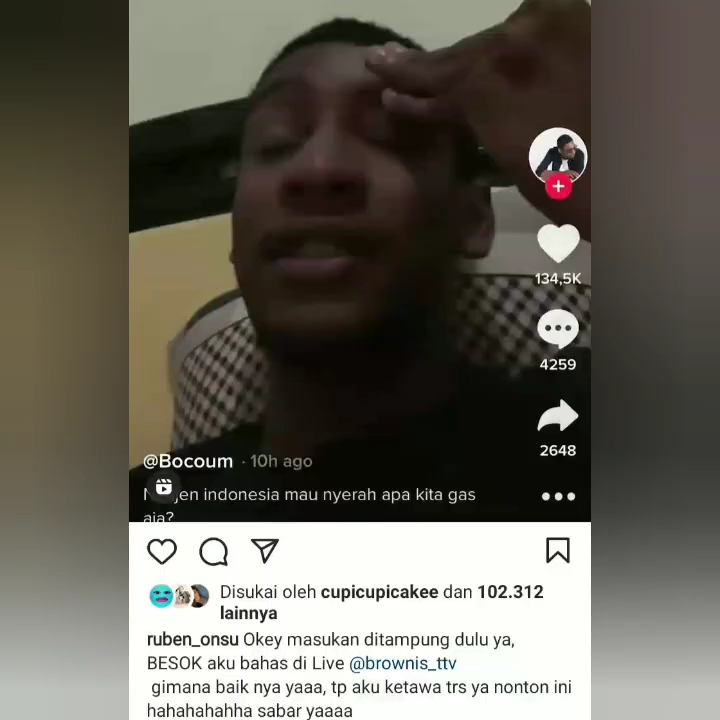 134,5K
4259
2648
@Bocoum · 10h ago
jen indonesia mau nyerah apa kita gas
aja?
Disukai oleh cupicupicakee dan 102.312
lainnya
ruben_onsu Okey masukan ditampung dulu ya,
BESOK aku bahas di Live @brownis_ttv
gimana baik nya yaaa, tp aku ketawa trs ya nonton ini
hahahahahha sabar yaaaa